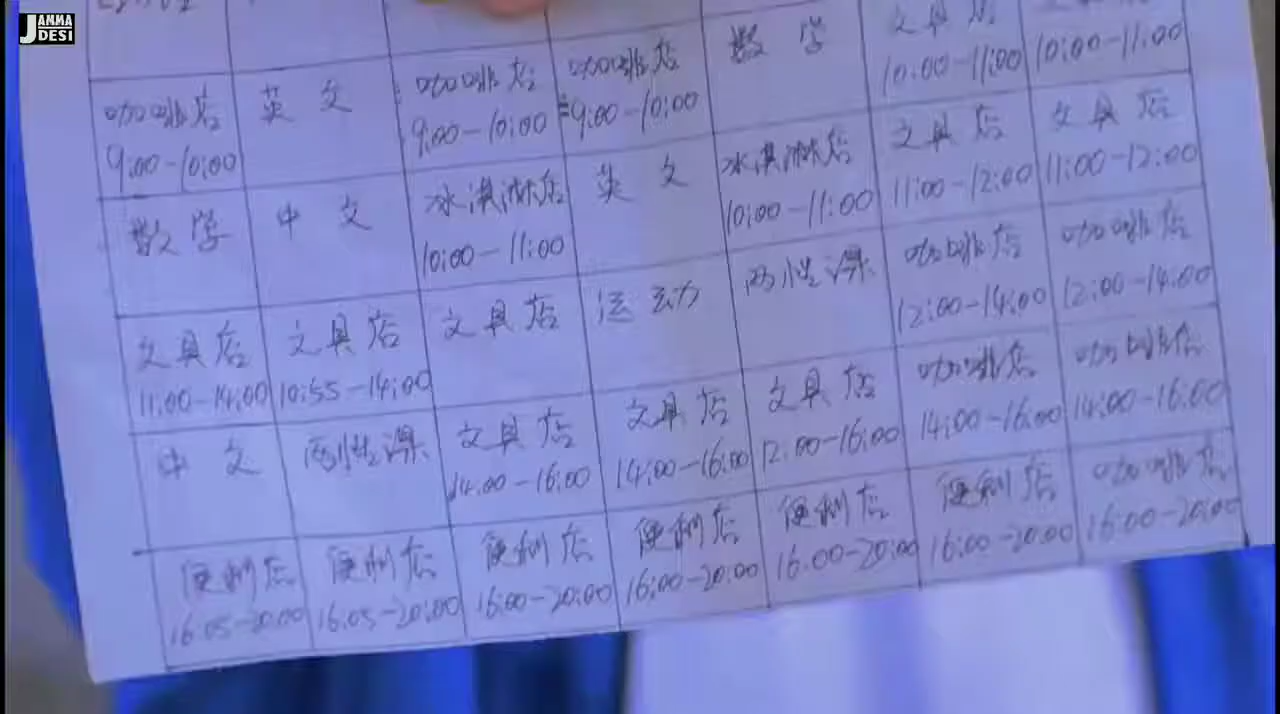 JAMMA
DESI
文具店
10:00-11:00
10:00-11:00
咖啡店
9:00-10:00
英文
咖啡店
9:00-10:00
咖啡店
9:00-10:00
数学
数学
中文
冰淇淋店
10:00-11:00
英文
冰淇淋店
10:00-11:00
文具店
11:00-12:00
文具店
11:00-12:00
文具店
11:00-14:00
文具店
10:55-14:00
文具店
运动
两性课
咖啡店
12:00-14:00
咖啡店
12:00-14:00
中文
两性课
文具店
14:00-16:00
文具店
14:00-16:00
文具店
12:00-16:00
咖啡店
14:00-16:00
咖啡店
14:00-16:00
便利店
16:05-20:00
便利店
16:05-20:00
便利店
16:00-20:00
便利店
16:00-20:00
便利店
16:00-20:00
便利店
16:00-20:00
咖啡店
16:00-20:00